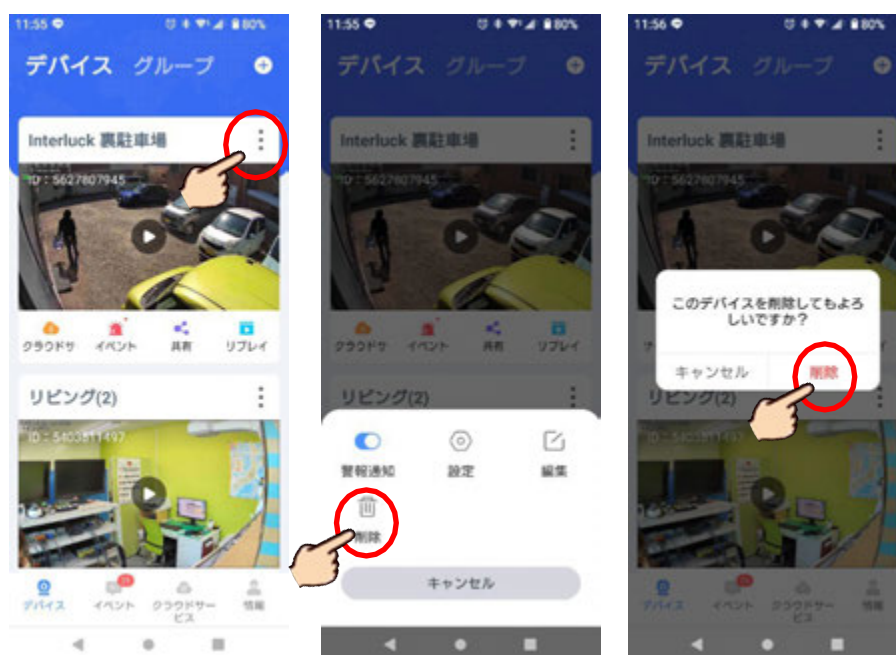 11:55
80%
デバイス グループ
Interluck 裏駐車場
ID：5627807945
クラウドサ イベント 共有 リプレイ
リビング(2)
ID：5403811497
デバイス イベント クラウドサービス 情報
11:55
80%
デバイス グループ
Interluck 裏駐車場
ID：5627807945
クラウドサ イベント 共有 リプレイ
リビング(2)
警報通知 設定 編集
削除
キャンセル
11:56
80%
デバイス グループ
Interluck 裏駐車場
ID：5627807945
このデバイスを削除してもよろ
しいですか？
キャンセル 削除
リビング(2)
ID：5403811497
デバイス イベント クラウドサービス 情報